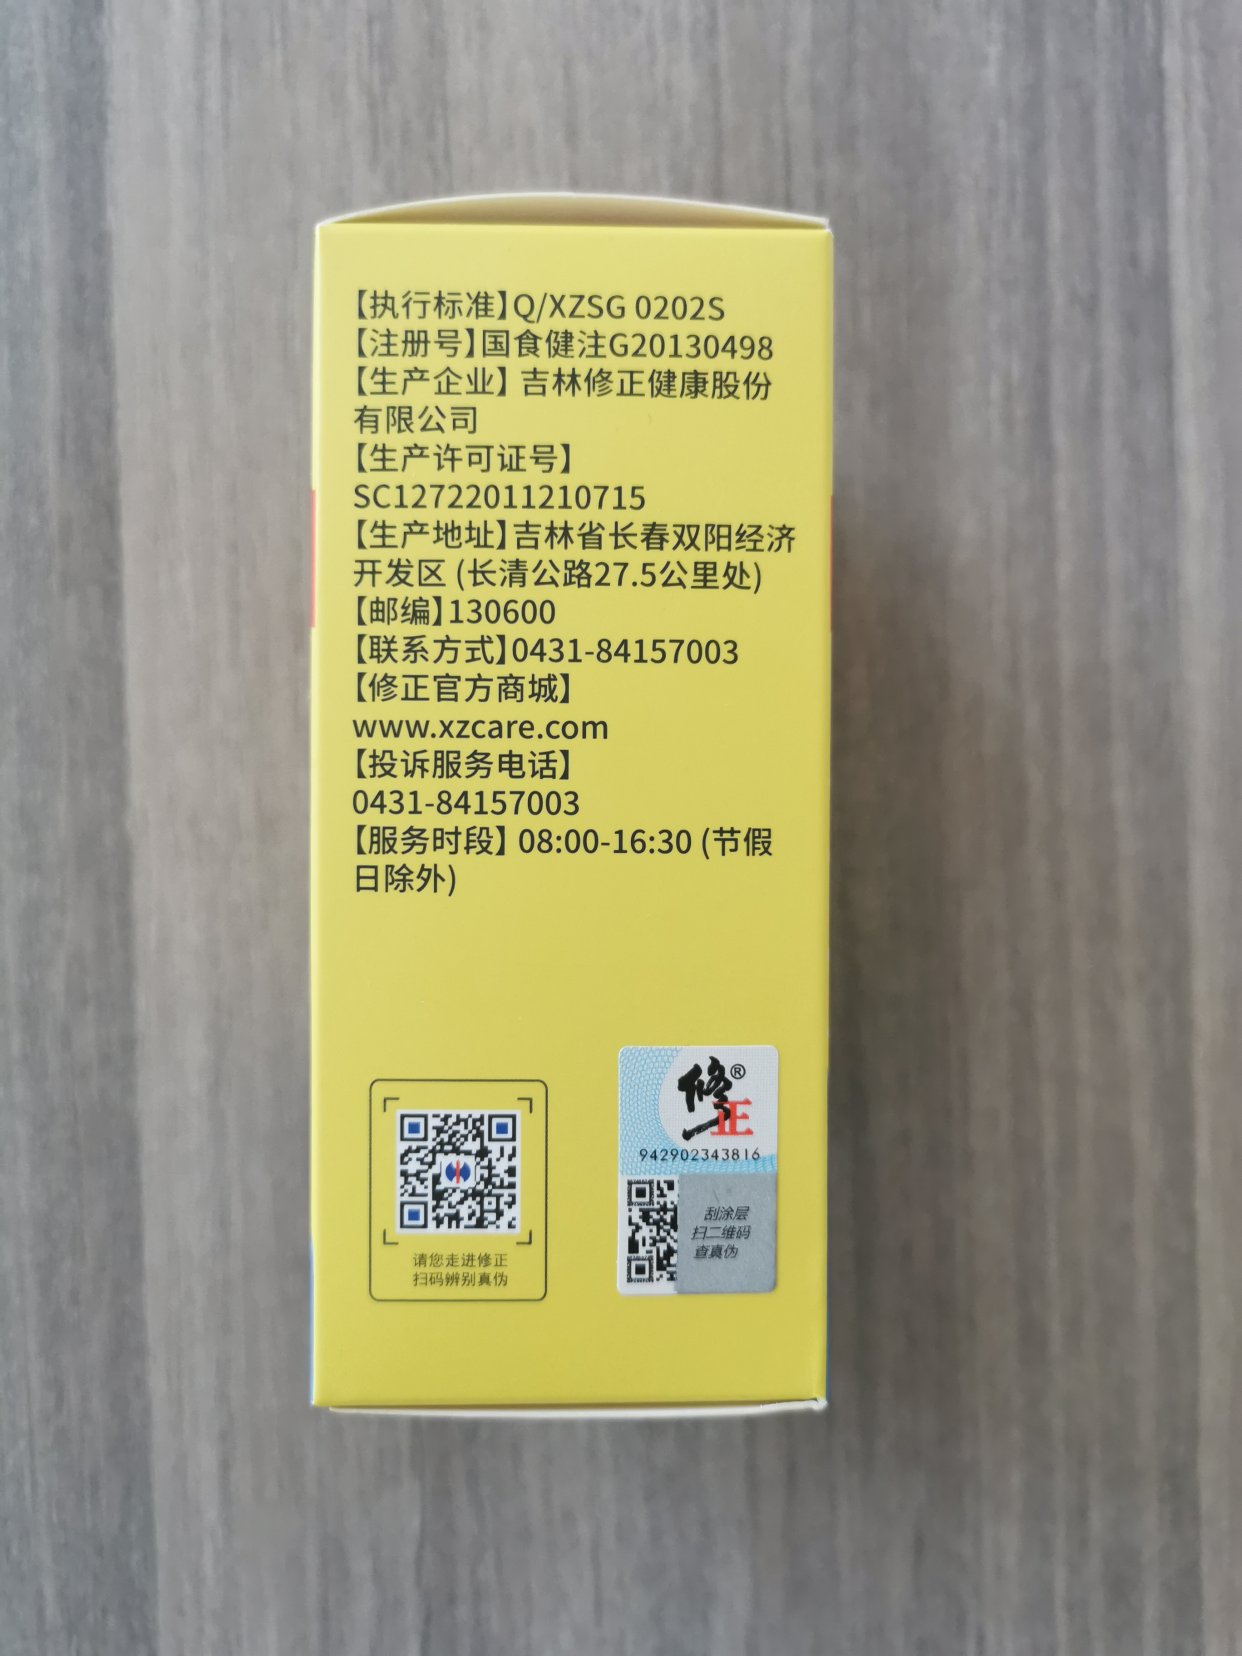 【执行标准】Q/XZSG 0202S
【注册号】国食健注G20130498
【生产企业】吉林修正健康股份
有限公司
【生产许可证号】
SC12722011210715
【生产地址】吉林省长春双阳经济
开发区 (长清公路27.5公里处)
【邮编】130600
【联系方式】0431-84157003
【修正官方商城】
www.xzcare.com
【投诉服务电话】
0431-84157003
【服务时段】08:00-16:30 (节假
日除外)
请您走进修正
扫码辨别真伪
修正®
942902343816
刮涂层
扫二维码
查真伪